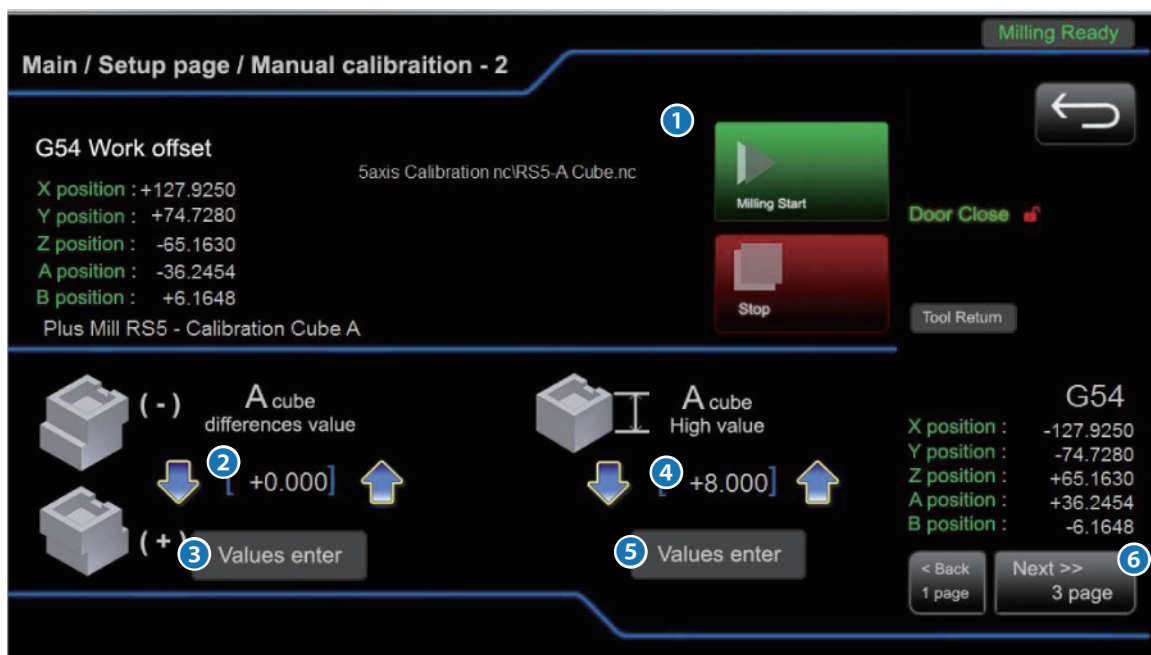 Milling Ready
Main / Setup page / Manual calibraition - 2
1
G54 Work offset
5axis Calibration nc\RS5-A Cube.nc
X position : +127.9250
Y position : +74.7280
Z position : -65.1630
A position : -36.2454
B position : +6.1648
Plus Mill RS5 - Calibration Cube A
Milling Start
Stop
Door Close
Tool Return
( - )
A cube
differences value
2
[ +0.000]
( + )
3 Values enter
A cube
High value
4
[ +8.000]
5 Values enter
G54
X position : -127.9250
Y position : -74.7280
Z position : +65.1630
A position : +36.2454
B position : -6.1648
< Back
1 page
Next >>
3 page
6